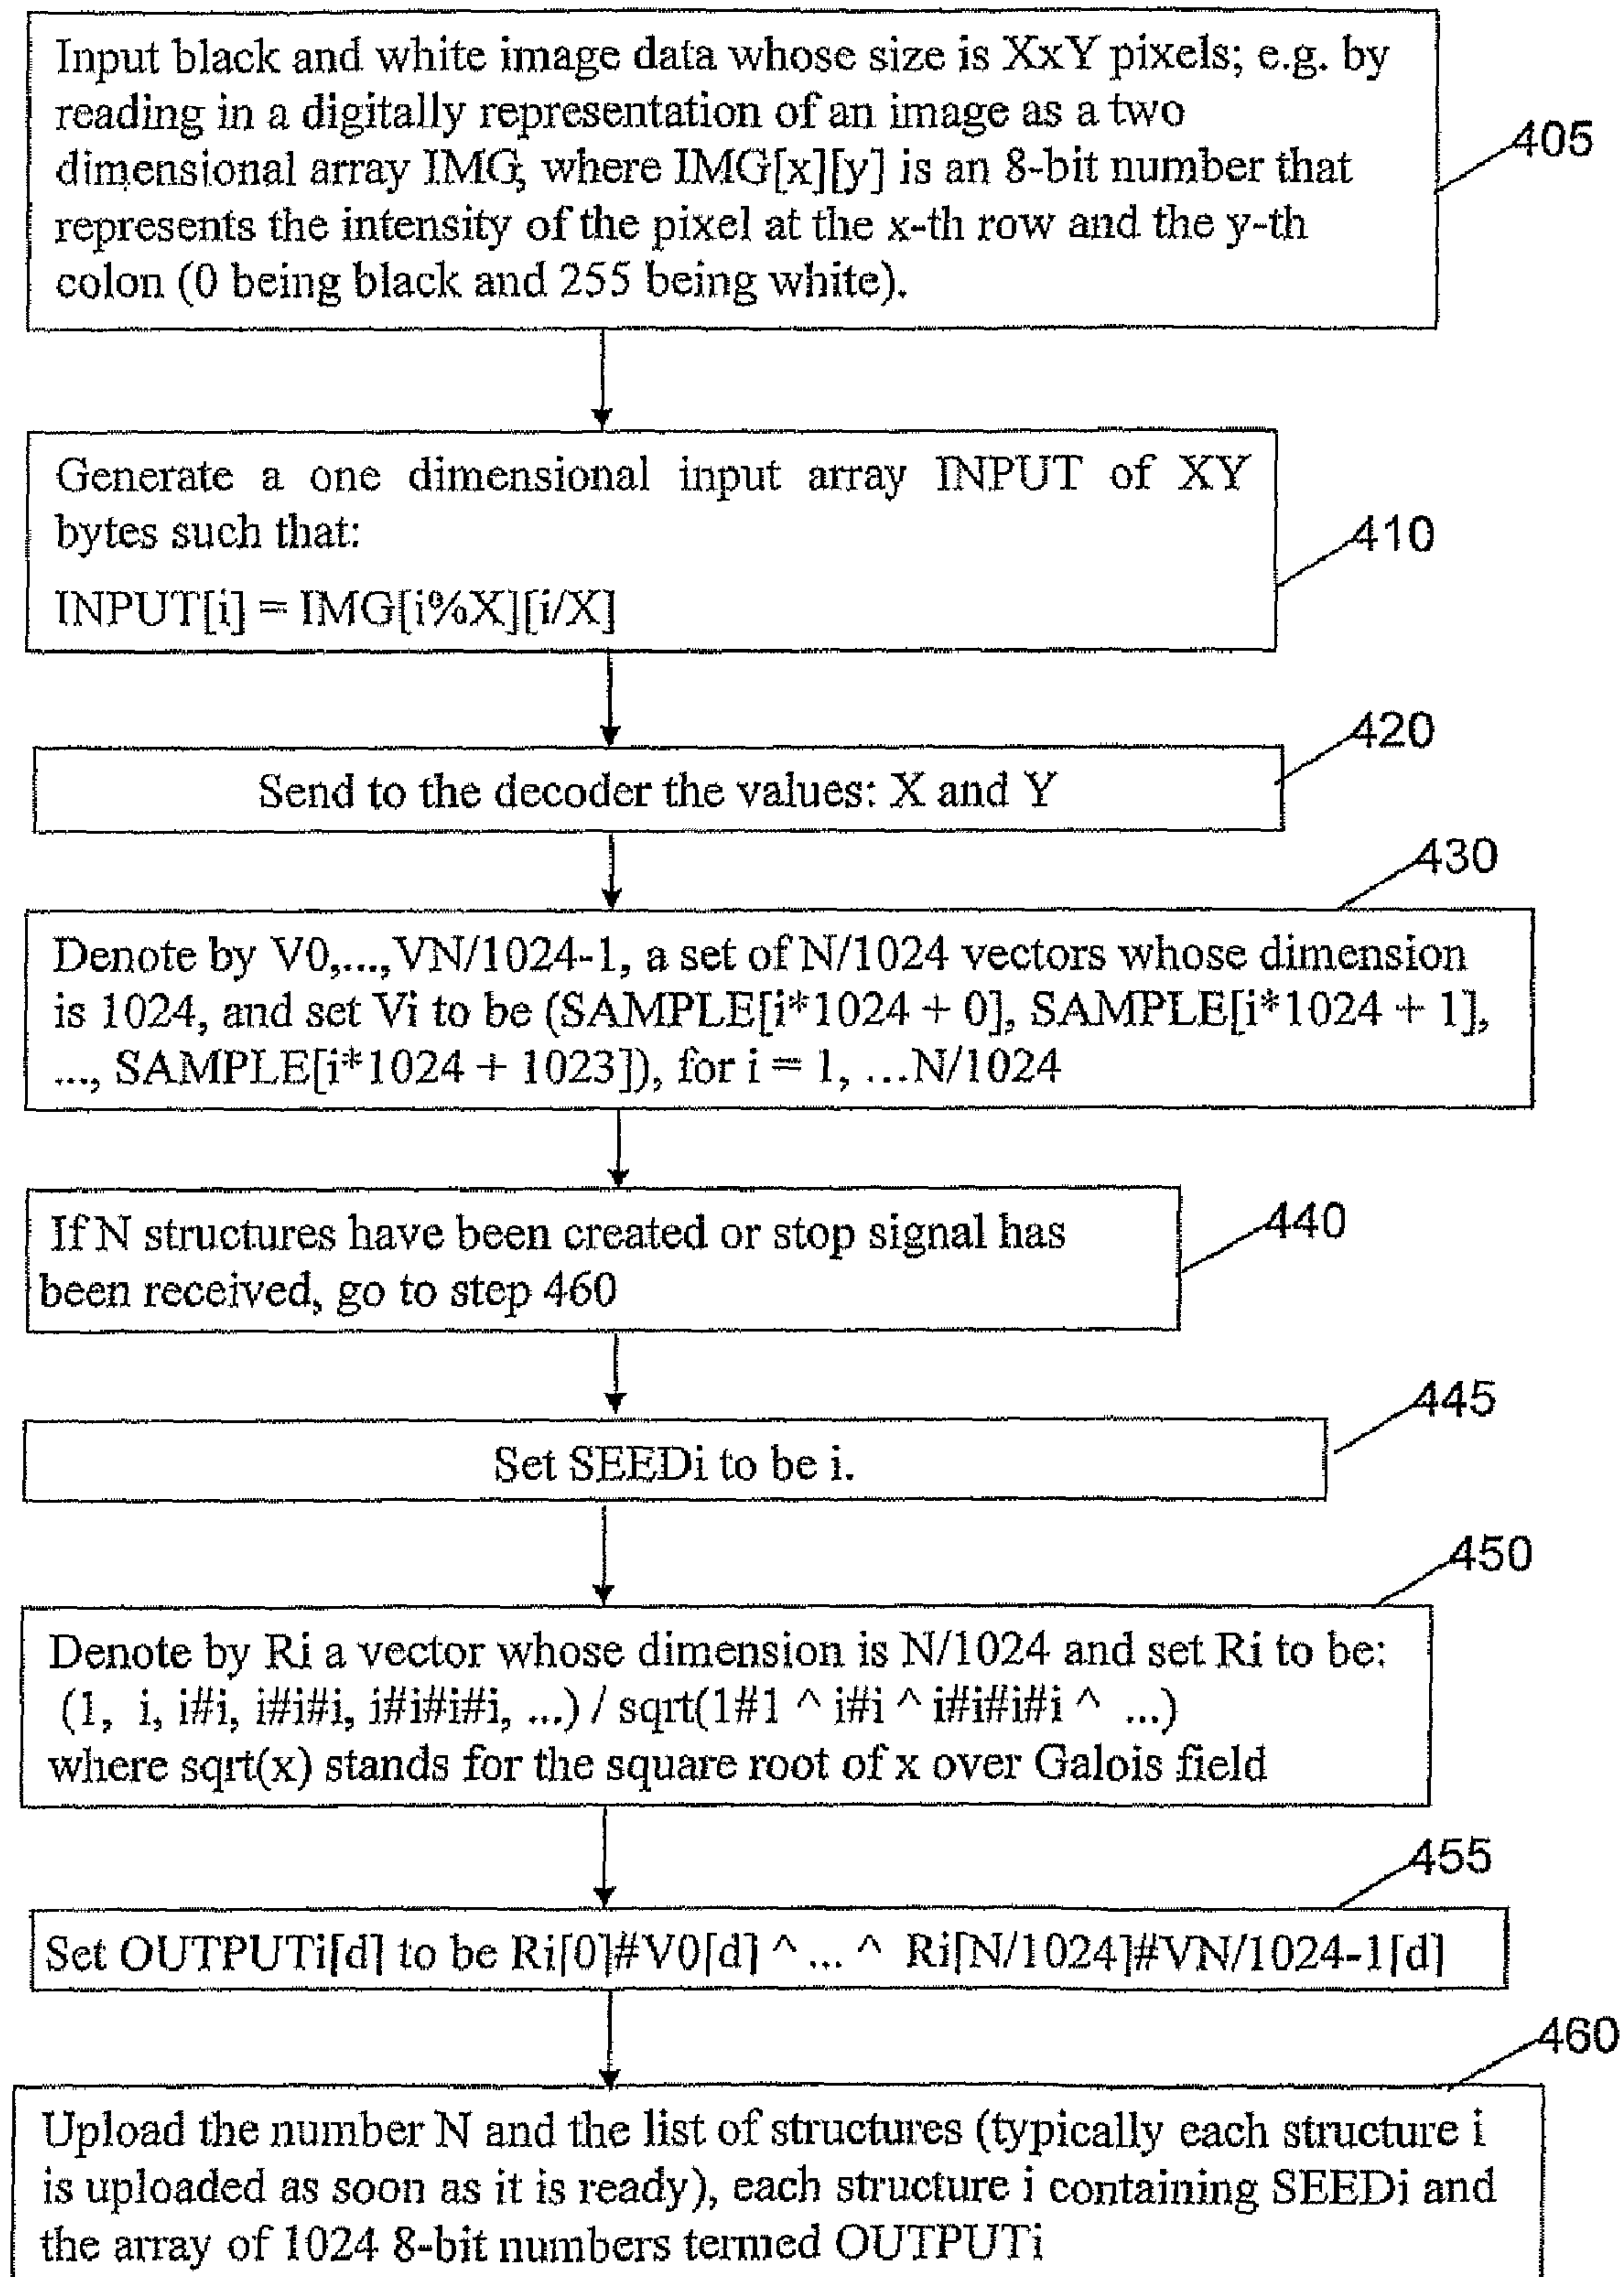 Input black and white image data whose size is XxY pixels; e.g. by
reading in a digitally representation of an image as a two
dimensional array IMG, where IMG[x][y] is an 8-bit number that
represents the intensity of the pixel at the x-th row and the y-th
colon (0 being black and 255 being white).
405
Generate a one dimensional input array INPUT of XY
bytes such that:
INPUT[i] = IMG[i%X][i/X]
410
420
Send to the decoder the values: X and Y
430
Denote by V0,...,VN/1024-1, a set of N/1024 vectors whose dimension
is 1024, and set Vi to be (SAMPLE[i*1024 + 0], SAMPLE[i*1024 + 1],
..., SAMPLE[i*1024 + 1023]), for i = 1, ...N/1024
If N structures have been created or stop signal has
been received, go to step 460
440
445
Set SEEDi to be i.
450
Denote by Ri a vector whose dimension is N/1024 and set Ri to be:
(1, i, i#i, i#i#i, i#i#i#i, ...) / sqrt(1#1 ^ i#i ^ i#i#i#i ^ ...)
where sqrt(x) stands for the square root of x over Galois field
455
Set OUTPUTi[d] to be Ri[0]#V0[d] ^ ... ^ Ri[N/1024]#VN/1024-1[d]
460
Upload the number N and the list of structures (typically each structure i
is uploaded as soon as it is ready), each structure i containing SEEDi and
the array of 1024 8-bit numbers termed OUTPUTi